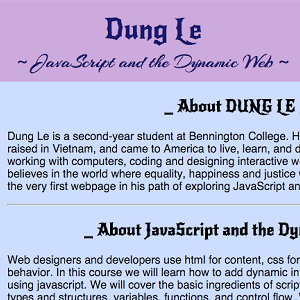 Dung Le
~ JavaScript and the Dynamic Web ~
_ About DUNG LE
Dung Le is a second-year student at Bennington College. H
raised in Vietnam, and came to America to live, learn, and d
working with computers, coding and designing interactive w
believes in the world where equality, happiness and justice
the very first webpage in his path of exploring JavaScript an
_ About JavaScript and the Dy
Web designers and developers use html for content, css for
behavior. In this course we will learn how to add dynamic in
using javascript. We will cover the basic ingredients of scrip
types and structures, variables, functions, and control flow.